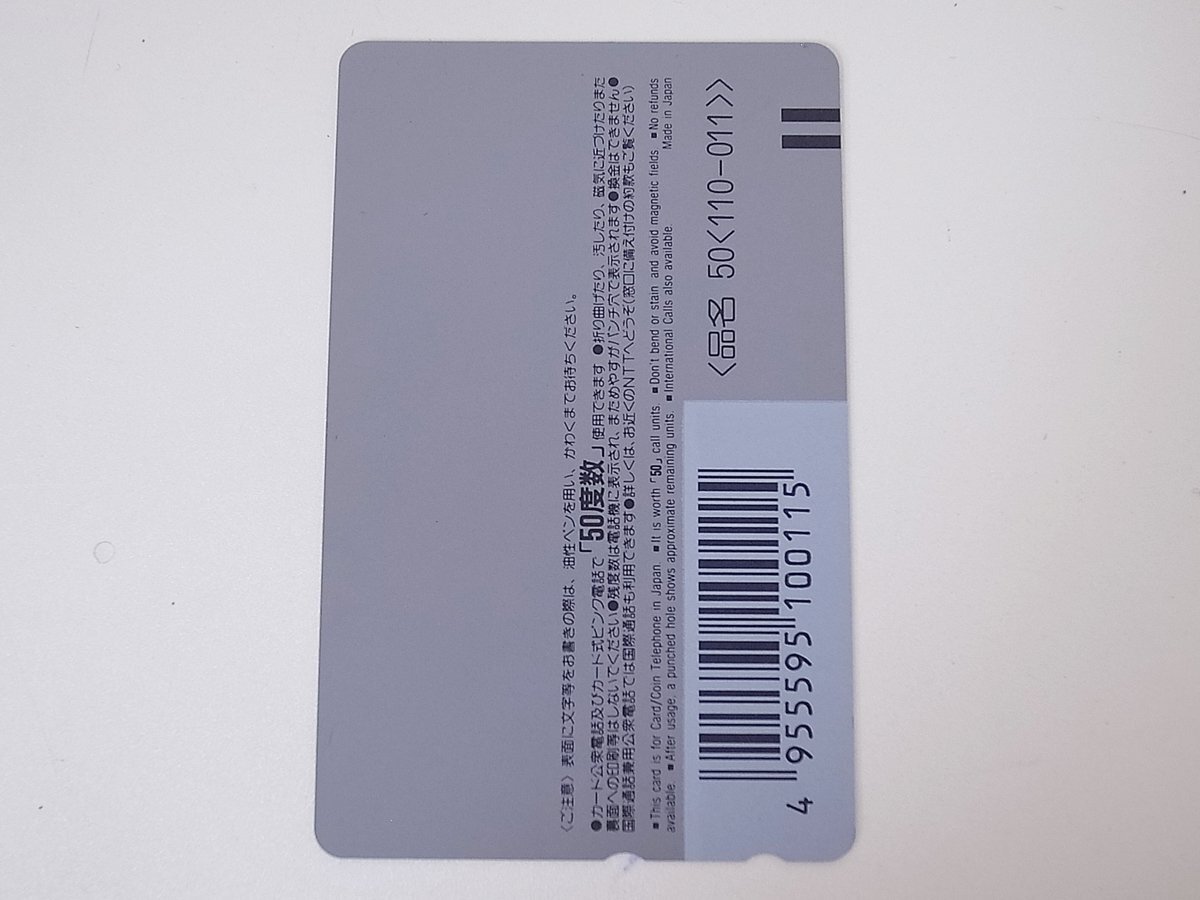 〈ご注意〉表面に文字等をお書きの際は、油性ペンを用い、かわくまでお待ちください。
●カード公衆電話及びカード式ピンク電話で「50度数」使用できます ●折り曲げたり、汚したり、磁気に近づけたりまた
裏面への印刷等はしないでください●残度数は電話機に表示され、まためやすがパンチ穴で表示されます●換金はできません●
国際通話兼用公衆電話では国際通話も利用できます●詳しくは、お近くのNTTへどうぞ(窓口に備え付けの約款もご覧ください)
■This card is for Card/Coin Telephone in Japan. ■It is worth「50」call units. ■Don't bend or stain and avoid magnetic fields. ■No refunds
available. ■After usage, a punched hole shows approximate remaining units. ■International Calls also available. Made in Japan
〈品名 50〈110-011〉〉
4 955595 100115